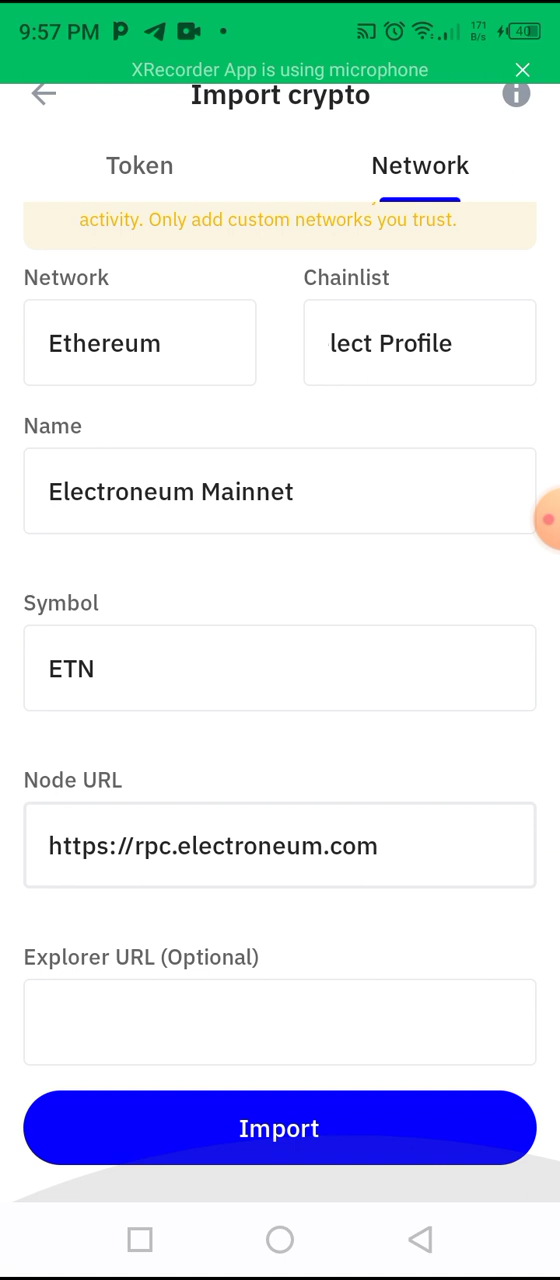 9:57 PM
171 B/s
40
XRecorder App is using microphone
Import crypto
Token Network
activity. Only add custom networks you trust.
Network Chainlist
Ethereum lect Profile
Name
Electroneum Mainnet
Symbol
ETN
Node URL
https://rpc.electroneum.com
Explorer URL (Optional)
Import